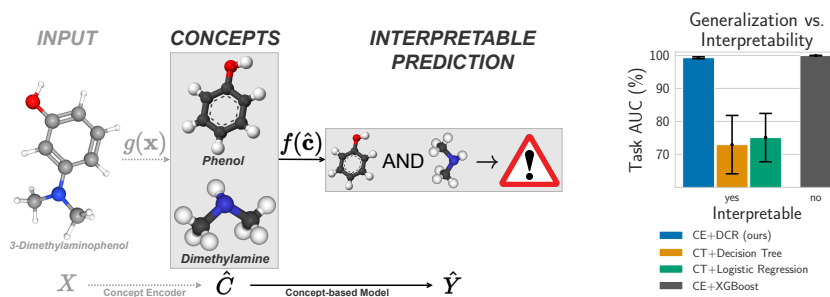 INPUT
CONCEPTS
INTERPRETABLE
PREDICTION
g(x)
Phenol
f(ĉ)
AND
→
!
3-Dimethylaminophenol
Dimethylamine
X
Concept Encoder
Ĉ
Concept-based Model
Ŷ
Generalization vs.
Interpretability
Task AUC (%)
100
90
80
70
yes
no
Interpretable
CE+DCR (ours)
CT+Decision Tree
CT+Logistic Regression
CE+XGBoost